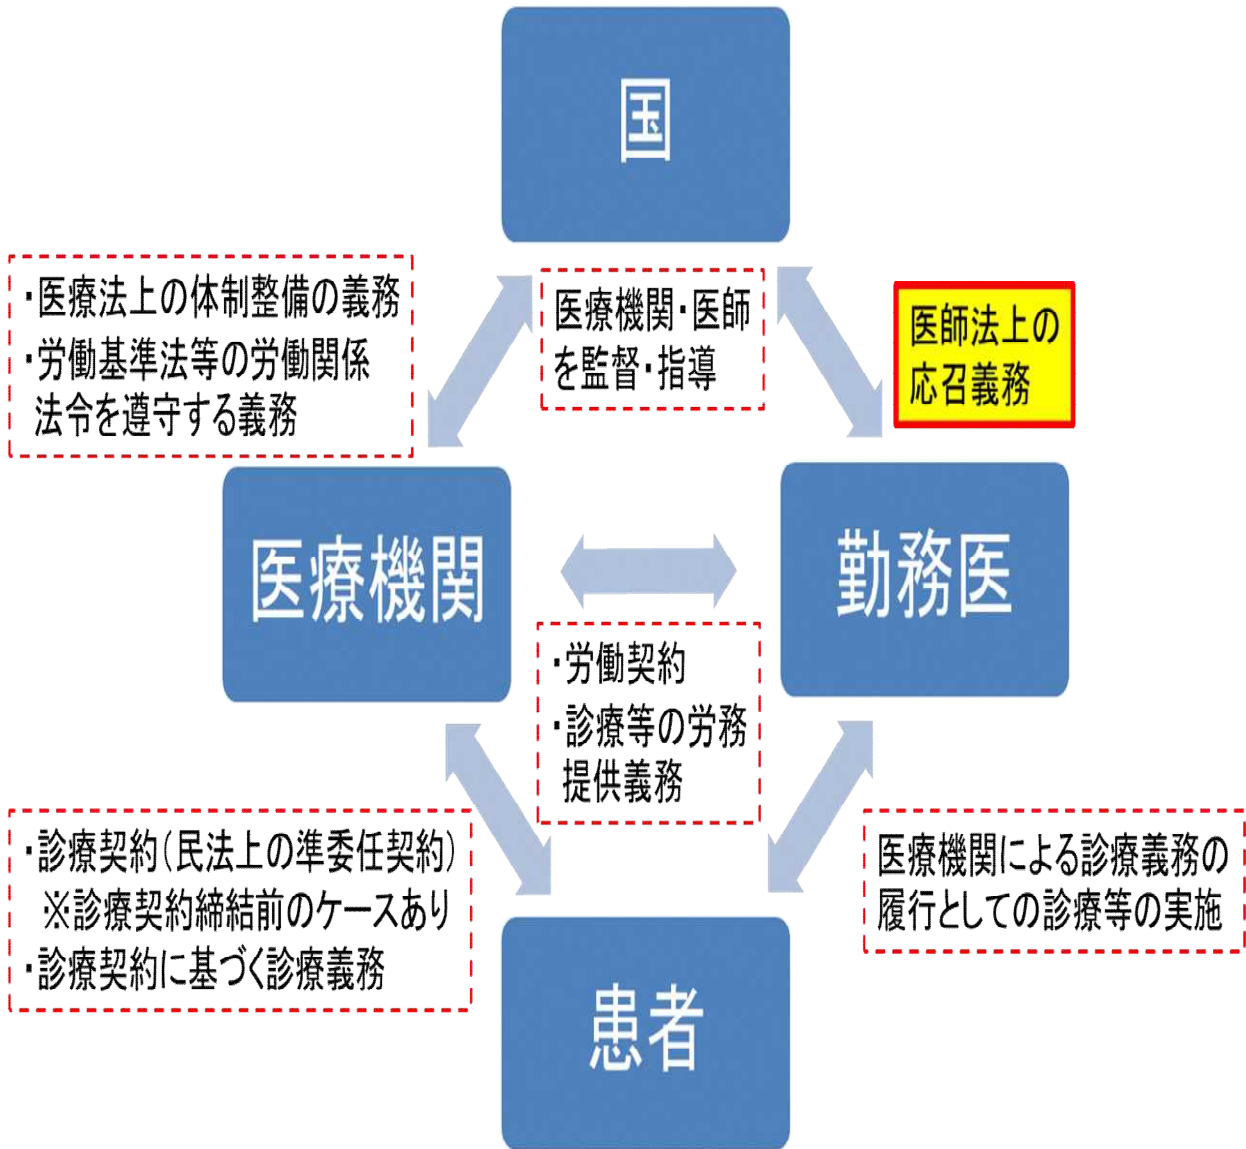 国
・医療法上の体制整備の義務
・労働基準法等の労働関係
法令を遵守する義務
医療機関・医師
を監督・指導
医師法上の
応召義務
医療機関
勤務医
・労働契約
・診療等の労務
提供義務
・診療契約（民法上の準委任契約）
※診療契約締結前のケースあり
・診療契約に基づく診療義務
医療機関による診療義務の
履行としての診療等の実施
患者